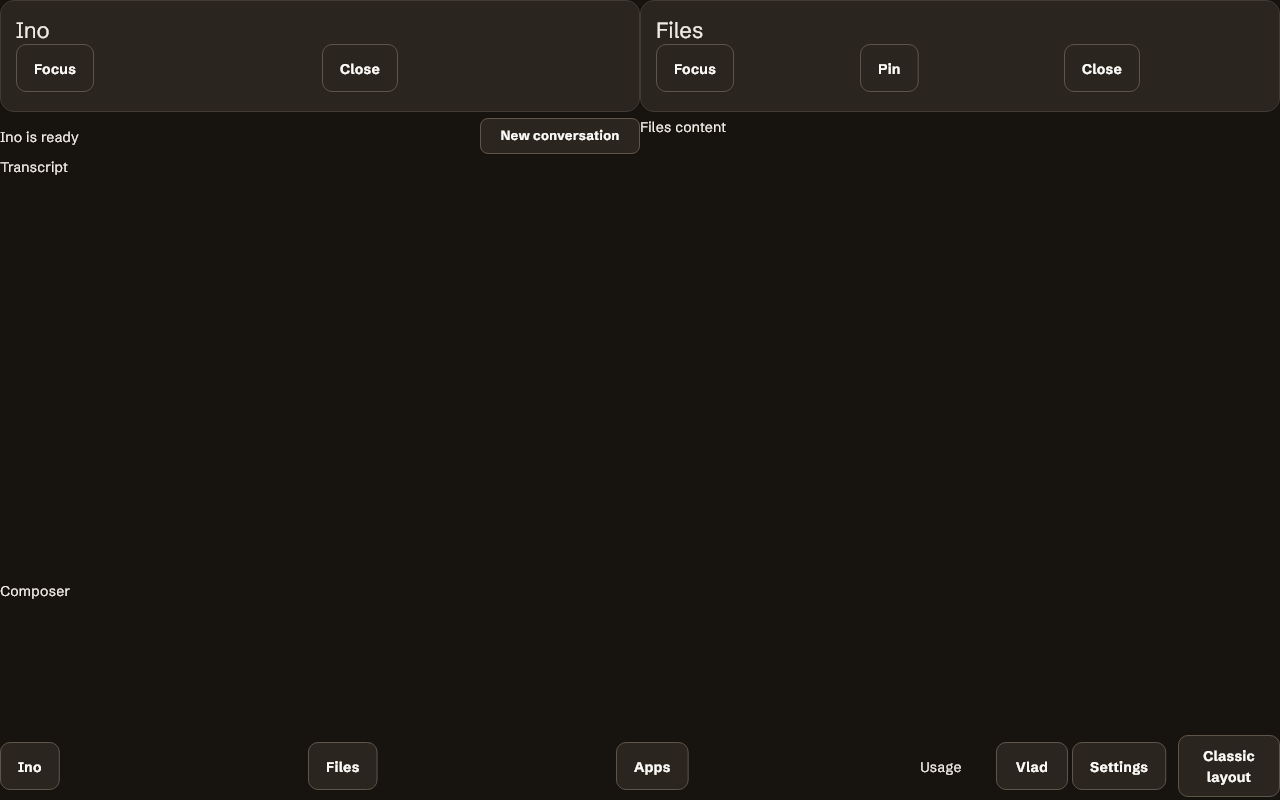 Ino
Focus
Close
Files
Focus
Pin
Close
Ino is ready
New conversation
Files content
Transcript
Composer
Ino
Files
Apps
Usage
Vlad
Settings
Classic
layout